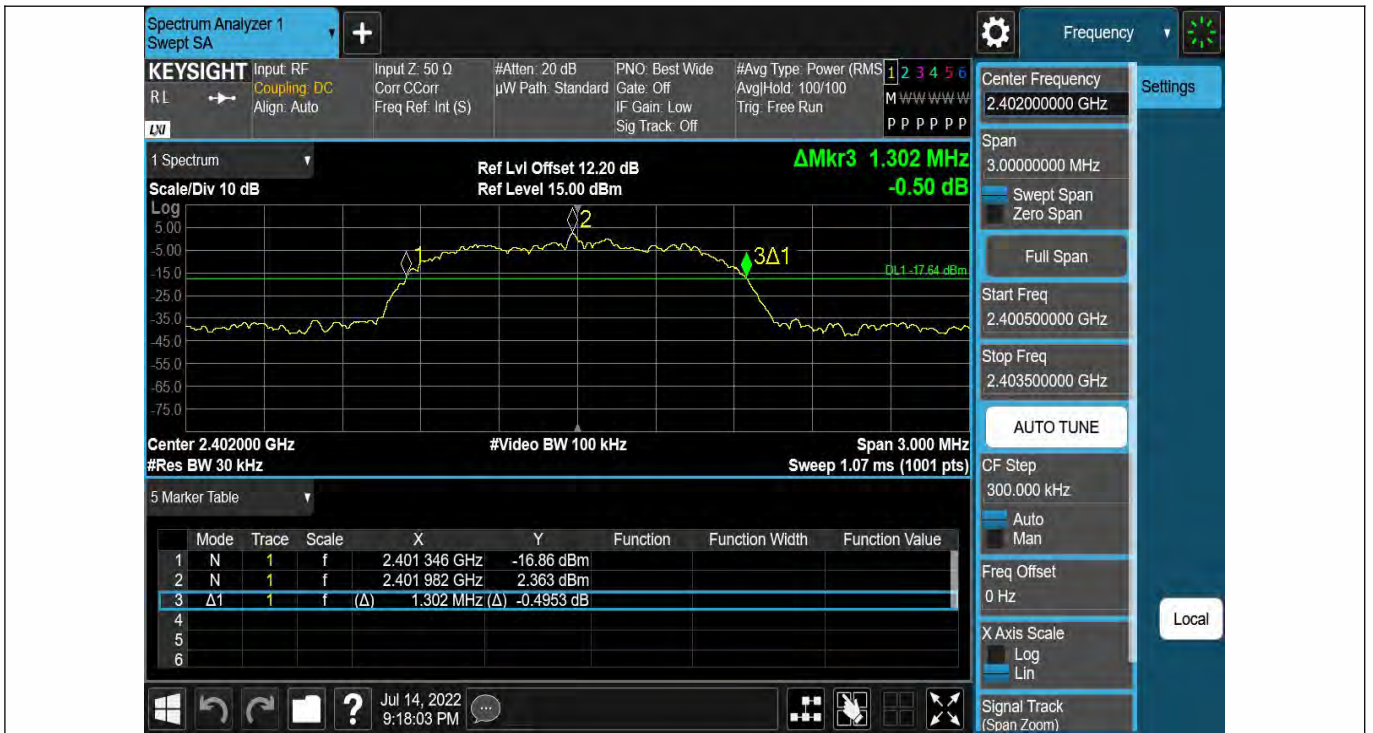 Spectrum Analyzer 1
Swept SA
Frequency
KEYSIGHT
RL
LXI
Input: RF
Coupling: DC
Align: Auto
Input Z: 50 Ω
Corr CCorr
Freq Ref: Int (S)
#Atten: 20 dB
µW Path: Standard
PNO: Best Wide
Gate: Off
IF Gain: Low
Sig Track: Off
#Avg Type: Power (RMS
Avg|Hold: 100/100
Trig: Free Run
1 2 3 4 5 6
M W W W W W
P P P P P P
1 Spectrum
Scale/Div 10 dB
Ref Lvl Offset 12.20 dB
Ref Level 15.00 dBm
ΔMkr3 1.302 MHz
-0.50 dB
Log
5.00
-5.00
-15.0
-25.0
-35.0
-45.0
-55.0
-65.0
-75.0
1
2
3Δ1
DL1 -17.64 dBm
Center 2.402000 GHz
#Video BW 100 kHz
Span 3.000 MHz
#Res BW 30 kHz
Sweep 1.07 ms (1001 pts)
5 Marker Table
Mode Trace Scale X Y Function Function Width Function Value
1 N 1 f 2.401 346 GHz -16.86 dBm
2 N 1 f 2.401 982 GHz 2.363 dBm
3 Δ1 1 f (Δ) 1.302 MHz (Δ) -0.4953 dB
4
5
6
?
Jul 14, 2022
9:18:03 PM
Center Frequency
2.402000000 GHz
Settings
Span
3.00000000 MHz
Swept Span
Zero Span
Full Span
Start Freq
2.400500000 GHz
Stop Freq
2.403500000 GHz
AUTO TUNE
CF Step
300.000 kHz
Auto
Man
Freq Offset
0 Hz
X Axis Scale
Log
Lin
Local
Signal Track
(Span Zoom)